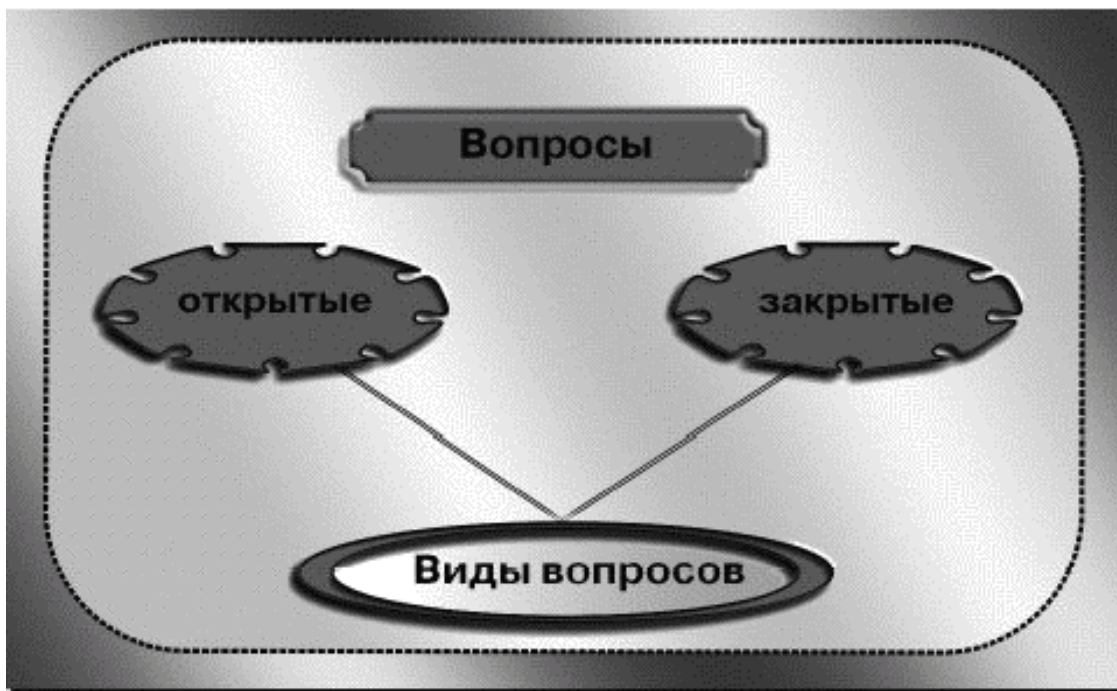 Вопросы
открытые
закрытые
Виды вопросов